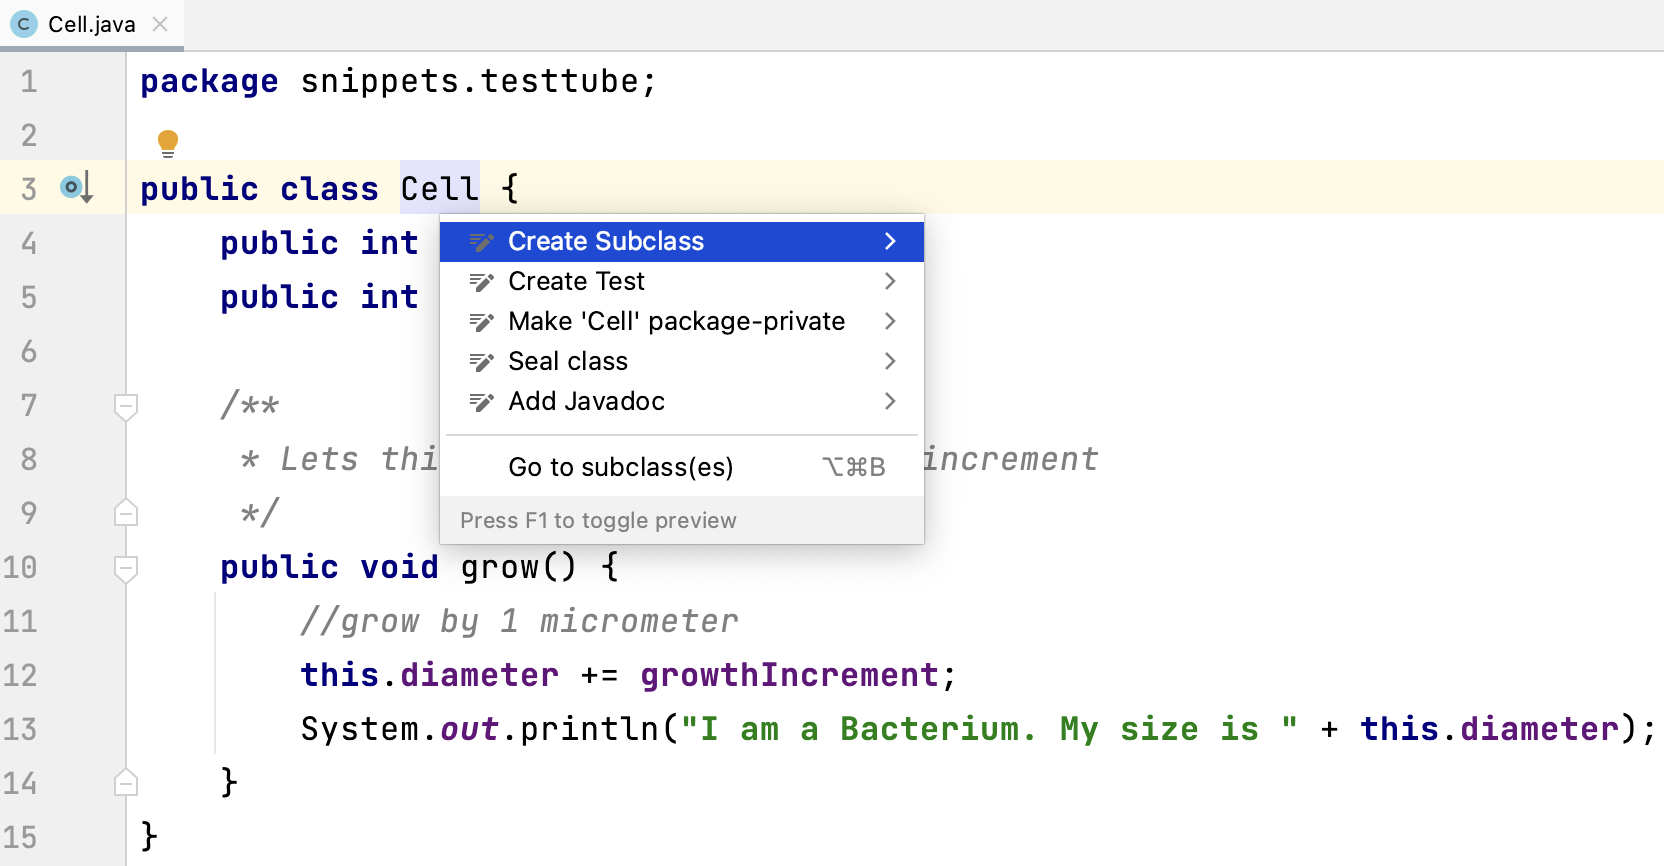 C Cell.java
1 package snippets.testtube;
2
3 public class Cell {
4 public int
5 public int
6
7 /**
8 * Lets thi increment
9 */
10 public void grow() {
11 //grow by 1 micrometer
12 this.diameter += growthIncrement;
13 System.out.println("I am a Bacterium. My size is " + this.diameter);
14 }
15 }
Create Subclass
Create Test
Make 'Cell' package-private
Seal class
Add Javadoc
Go to subclass(es) ⌥⌘B
Press F1 to toggle preview